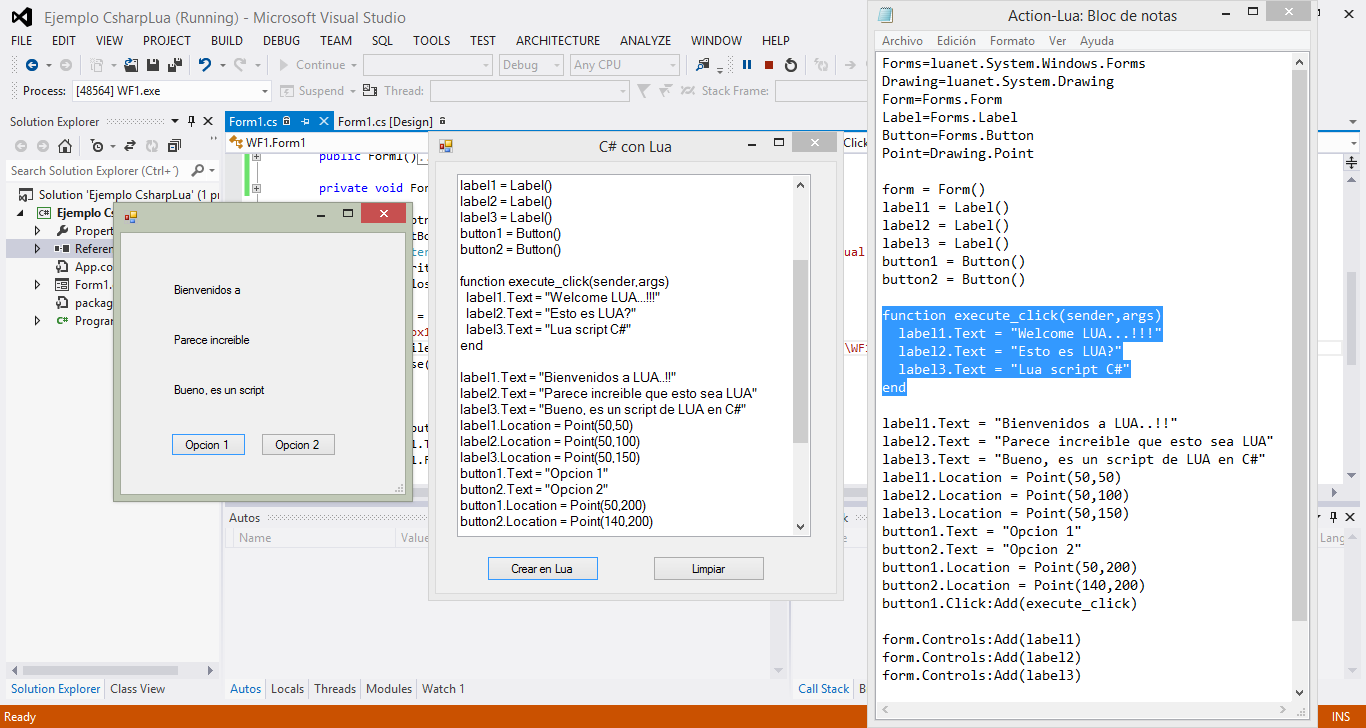 Ejemplo CsharpLua (Running) - Microsoft Visual Studio
FILE EDIT VIEW PROJECT BUILD DEBUG TEAM SQL TOOLS TEST ARCHITECTURE ANALYZE WINDOW HELP
Continue Debug Any CPU
Process: [48564] WF1.exe Suspend Thread: Stack Frame:
Solution Explorer
Search Solution Explorer (Ctrl+¨)
Solution 'Ejemplo CsharpLua' (1 pr
Ejemplo Cs
Propert
Referen
App.co
Form1.
packag
Prograr
Solution Explorer Class View
Form1.cs Form1.cs [Design]
WF1.Form1
Click
public Form1()..
private void For
ual
\WF:
Bienvenidos a
Parece increible
Bueno, es un script
Opcion 1 Opcion 2
C# con Lua
label1 = Label()
label2 = Label()
label3 = Label()
button1 = Button()
button2 = Button()
function execute_click(sender,args)
label1.Text = "Welcome LUA...!!!"
label2.Text = "Esto es LUA?"
label3.Text = "Lua script C#"
end
label1.Text = "Bienvenidos a LUA..!!"
label2.Text = "Parece increible que esto sea LUA"
label3.Text = "Bueno, es un script de LUA en C#"
label1.Location = Point(50,50)
label2.Location = Point(50,100)
label3.Location = Point(50,150)
button1.Text = "Opcion 1"
button2.Text = "Opcion 2"
button1.Location = Point(50,200)
button2.Location = Point(140,200)
Crear en Lua Limpiar
Autos
Name Value
Lang
Autos Locals Threads Modules Watch 1
Call Stack B
Ready
INS
Action-Lua: Bloc de notas
Archivo Edición Formato Ver Ayuda
Forms=luanet.System.Windows.Forms
Drawing=luanet.System.Drawing
Form=Forms.Form
Label=Forms.Label
Button=Forms.Button
Point=Drawing.Point
form = Form()
label1 = Label()
label2 = Label()
label3 = Label()
button1 = Button()
button2 = Button()
function execute_click(sender,args)
label1.Text = "Welcome LUA...!!!"
label2.Text = "Esto es LUA?"
label3.Text = "Lua script C#"
end
label1.Text = "Bienvenidos a LUA..!!"
label2.Text = "Parece increible que esto sea LUA"
label3.Text = "Bueno, es un script de LUA en C#"
label1.Location = Point(50,50)
label2.Location = Point(50,100)
label3.Location = Point(50,150)
button1.Text = "Opcion 1"
button2.Text = "Opcion 2"
button1.Location = Point(50,200)
button2.Location = Point(140,200)
button1.Click:Add(execute_click)
form.Controls:Add(label1)
form.Controls:Add(label2)
form.Controls:Add(label3)